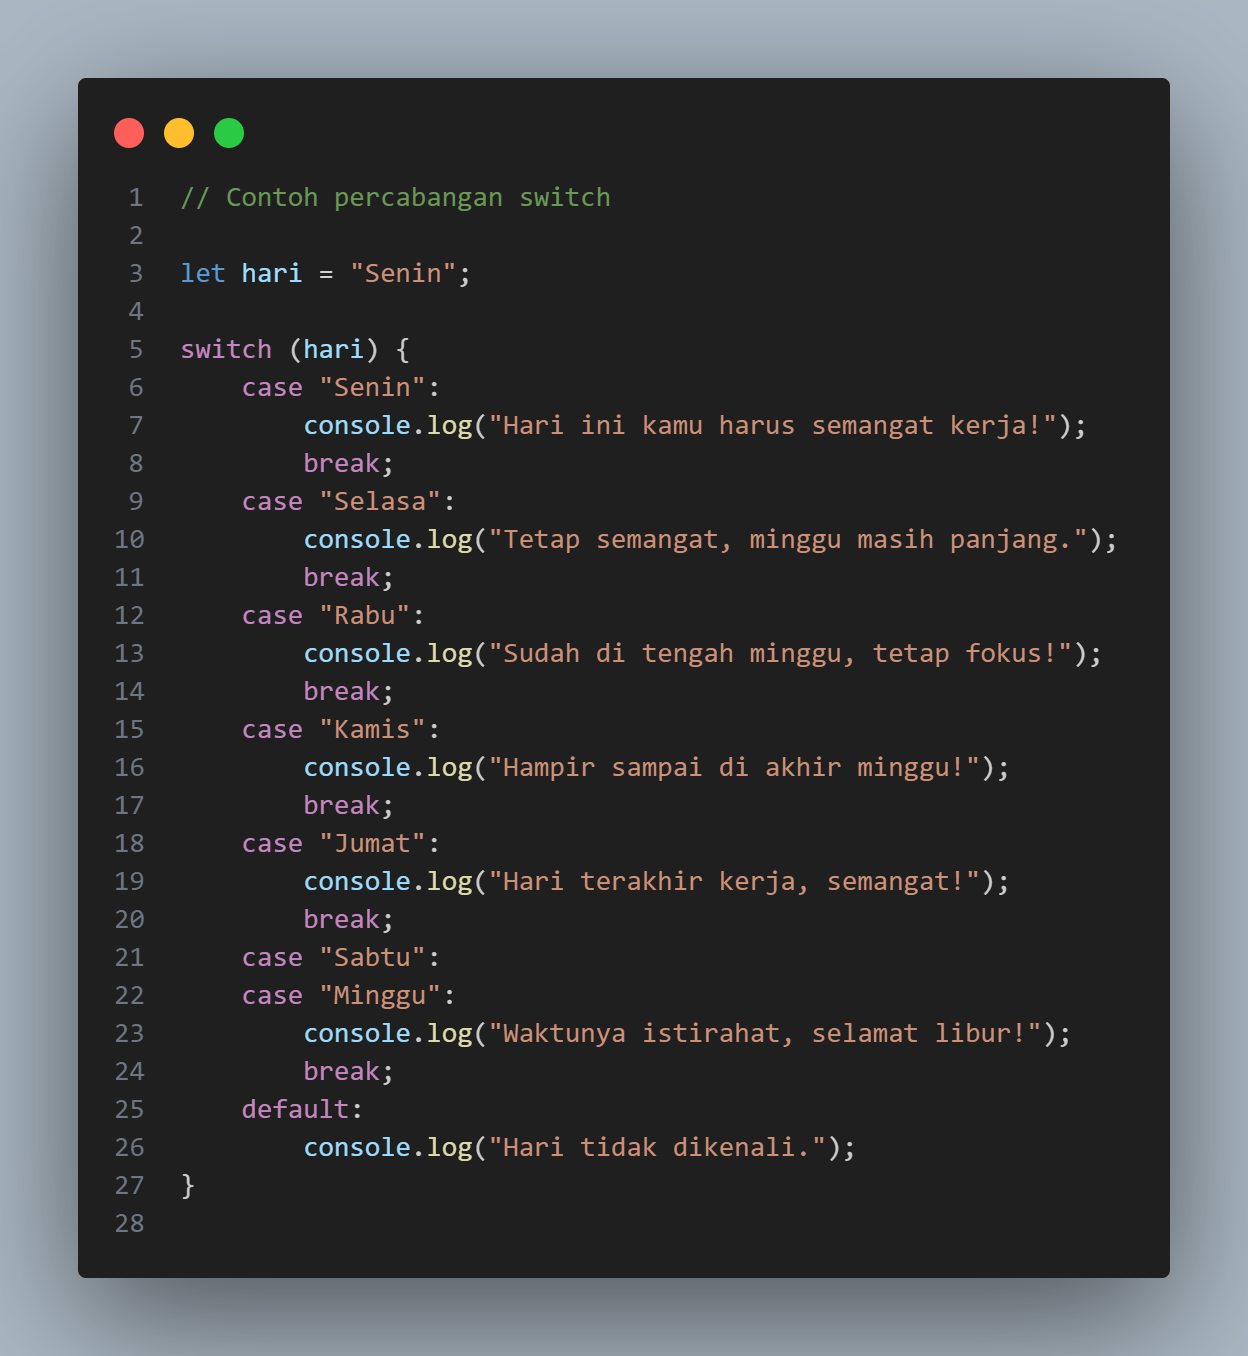 1 // Contoh percabangan switch
2
3 let hari = "Senin";
4
5 switch (hari) {
6     case "Senin":
7         console.log("Hari ini kamu harus semangat kerja!");
8         break;
9     case "Selasa":
10         console.log("Tetap semangat, minggu masih panjang.");
11         break;
12     case "Rabu":
13         console.log("Sudah di tengah minggu, tetap fokus!");
14         break;
15     case "Kamis":
16         console.log("Hampir sampai di akhir minggu!");
17         break;
18     case "Jumat":
19         console.log("Hari terakhir kerja, semangat!");
20         break;
21     case "Sabtu":
22     case "Minggu":
23         console.log("Waktunya istirahat, selamat libur!");
24         break;
25     default:
26         console.log("Hari tidak dikenali.");
27 }
28